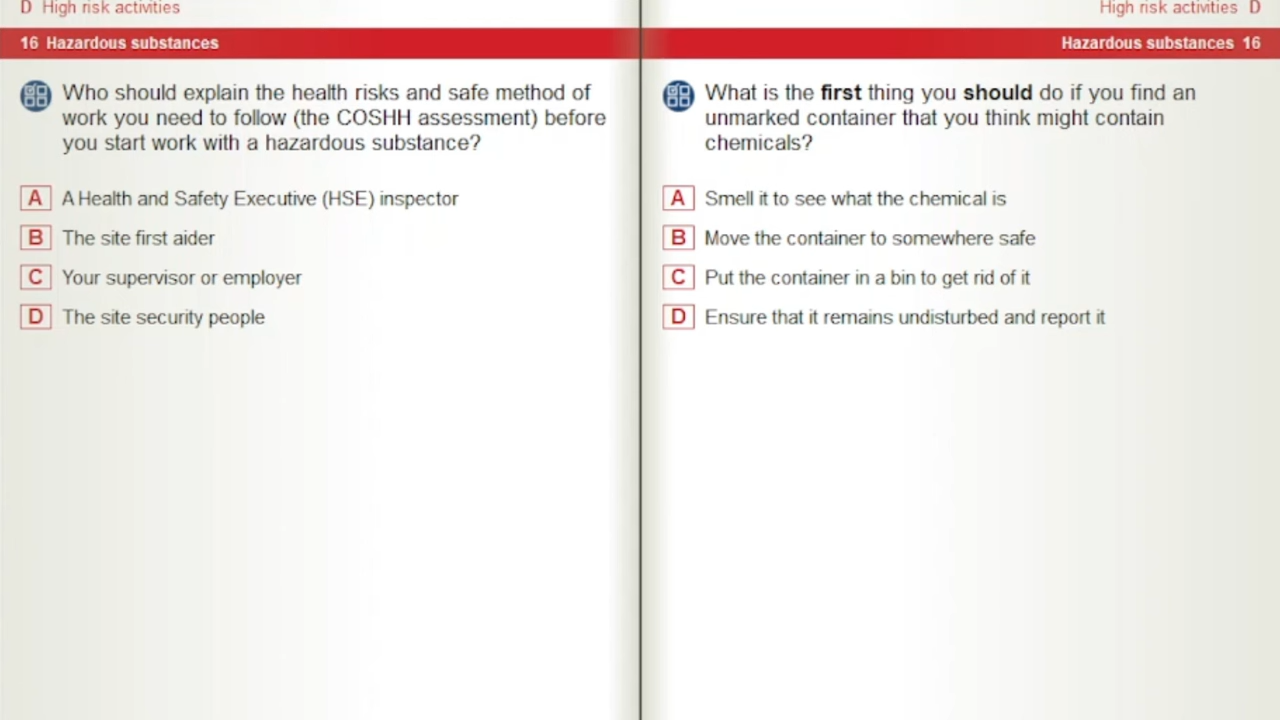 D High risk activities
16 Hazardous substances
Who should explain the health risks and safe method of
work you need to follow (the COSHH assessment) before
you start work with a hazardous substance?
A A Health and Safety Executive (HSE) inspector
B The site first aider
C Your supervisor or employer
D The site security people
High risk activities D
Hazardous substances 16
What is the first thing you should do if you find an
unmarked container that you think might contain
chemicals?
A Smell it to see what the chemical is
B Move the container to somewhere safe
C Put the container in a bin to get rid of it
D Ensure that it remains undisturbed and report it